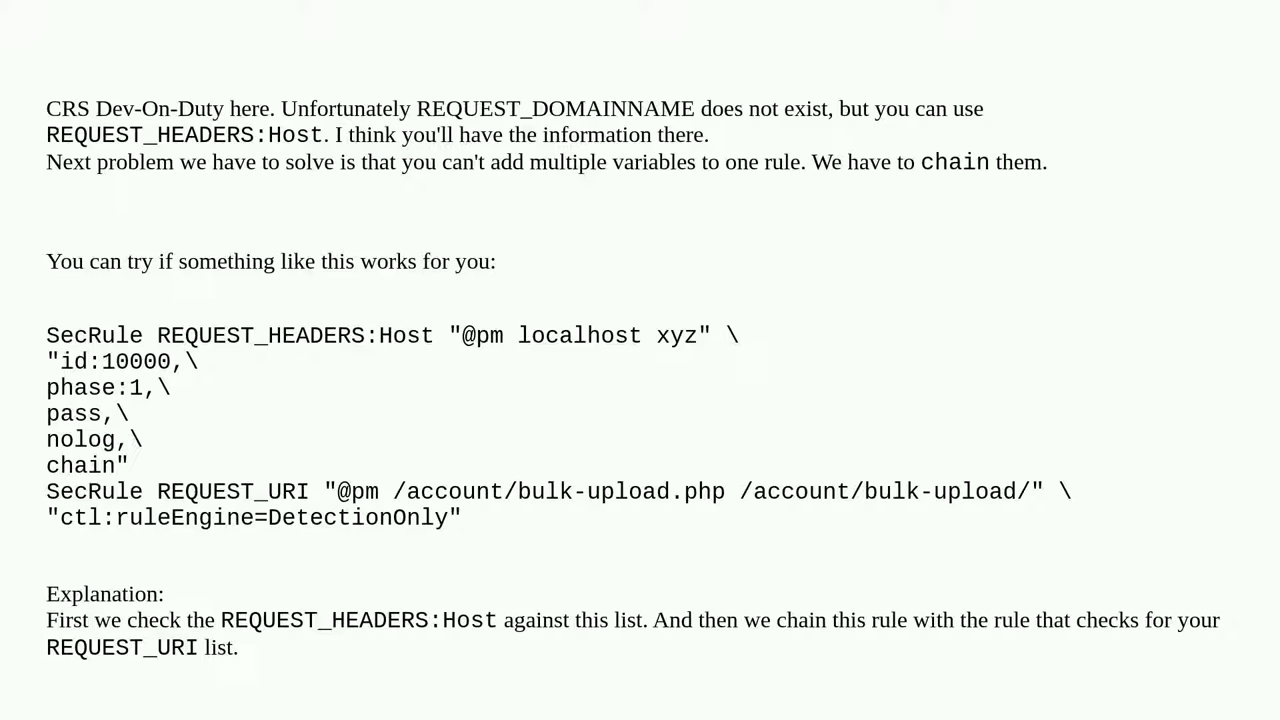 CRS Dev-On-Duty here. Unfortunately REQUEST_DOMAINNAME does not exist, but you can use
REQUEST_HEADERS:Host. I think you'll have the information there.
Next problem we have to solve is that you can't add multiple variables to one rule. We have to chain them.
You can try if something like this works for you:
SecRule REQUEST_HEADERS:Host "@pm localhost xyz" \
"id:10000,\
phase:1,\
pass,\
nolog,\
chain"
SecRule REQUEST_URI "@pm /account/bulk-upload.php /account/bulk-upload/" \
"ctl:ruleEngine=DetectionOnly"
Explanation:
First we check the REQUEST_HEADERS:Host against this list. And then we chain this rule with the rule that checks for your
REQUEST_URI list.